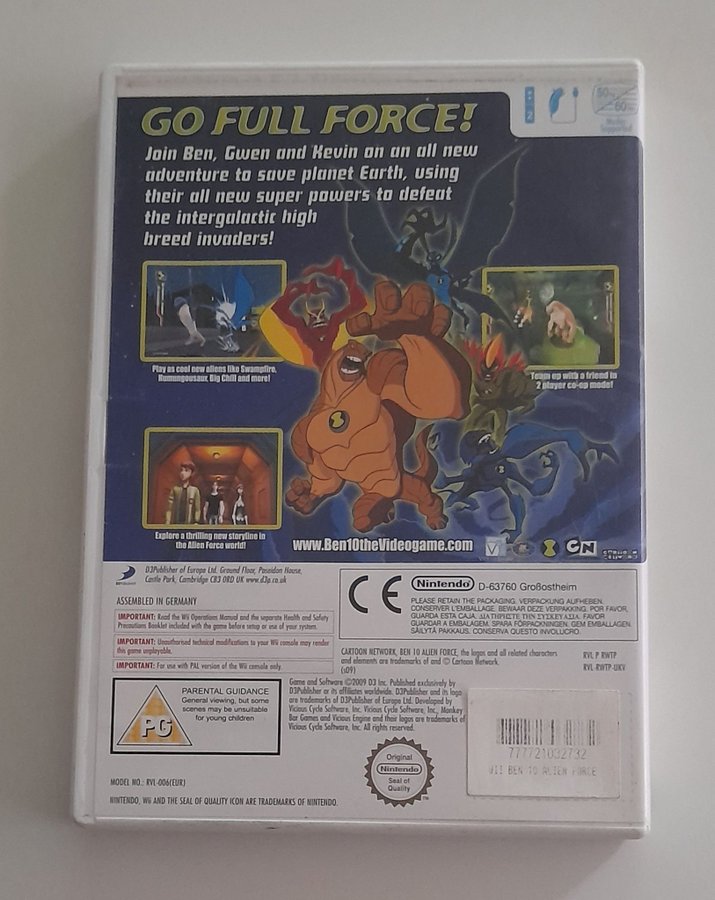 GO FULL FORCE!
Join Ben, Gwen and Kevin on an all new
adventure to save planet Earth, using
their all new super powers to defeat
the intergalactic high
breed invaders!
2
50Hz
60Hz
Modes
Supported
Play as cool new aliens like Swampfire,
Humungousaur, Big Chill and more!
Team up with a friend in
2 player co-op mode!
Explore a thrilling new storyline in
the Alien Force world!
www.Ben10theVideogame.com
CN
D3Publisher of Europe Ltd. Ground Floor, Poseidon House,
Castle Park, Cambridge CB3 0RD UK www.d3p.co.uk
ASSEMBLED IN GERMANY
IMPORTANT: Read the Wii Operations Manual and the separate Health and Safety
Precautions Booklet included with the game before setup or use of your system.
IMPORTANT: Unauthorised technical modifications to your Wii console may render
this game unplayable.
IMPORTANT: For use with PAL version of the Wii console only.
CE
Nintendo D-63760 Großostheim
PLEASE RETAIN THE PACKAGING. VERPACKUNG AUFHEBEN.
CONSERVER L'EMBALLAGE. BEWAAR DEZE VERPAKKING. POR FAVOR,
GUARDA ESTA CAJA. ΔΙΑΤΗΡΗΣΤΕ ΤΗΝ ΣΥΣΚΕΥΑΣΙΑ. FAVOR
GUARDAR A EMBALAGEM. SPARA FÖRPACKNINGEN. GEM EMBALLAGEN.
SÄILYTÄ PAKKAUS. CONSERVA QUESTO INVOLUCRO.
CARTOON NETWORK, BEN 10 ALIEN FORCE, the logos and all related characters
and elements are trademarks of and © Cartoon Network.
(s09)
RVL P RWTP
RVL-RWTP-UKV
PG
PARENTAL GUIDANCE
General viewing, but some
scenes may be unsuitable
for young children
Game and Software ©2009 D3 Inc. Published exclusively by
D3Publisher or its affiliates worldwide. D3Publisher and its logo
are trademarks of D3Publisher of Europe Ltd. Developed by
Vicious Cycle Software, Inc. Vicious Cycle Software, Inc., Monkey
Bar Games and Vicious Engine and their logos are trademarks of
Vicious Cycle Software, Inc. All rights reserved.
Original
Nintendo
Seal of
Quality
TM
777721032732
WII BEN 10 ALIEN FORCE
MODEL NO.: RVL-006(EUR)
NINTENDO, Wii AND THE SEAL OF QUALITY ICON ARE TRADEMARKS OF NINTENDO.